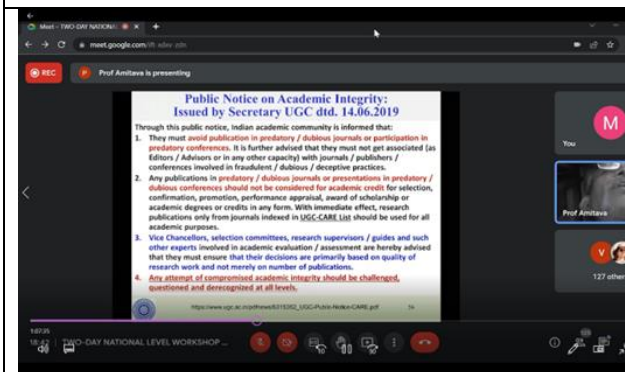 Meet - TWO DAY NATIONAL
meet.google.com
REC
Prof Amitava is presenting
Public Notice on Academic Integrity:
Issued by Secretary UGC dtd. 14.06.2019
Through this public notice, Indian academic community is informed that:
1. They must avoid publication in predatory / dubious journals or participation in
predatory conferences. It is further advised that they must not get associated [as
Editors / Advisors or in any other capacity) with journals / publishers /
conferences involved in fraudulent / dubious / deceptive practices.
2. Any publications in predatory / dubious journals or presentations in predatory /
dubious conferences should not be considered for academic credit for selection,
confirmation, promotion, performance appraisal, award of scholarship or
academic degrees or credits in any form. With immediate effect, research
publications only from journals indexed in UGC-CARE List should be used for all
academic purposes.
3. Vice Chancellors, selection committees, research supervisors / guides and such
other experts involved in academic evaluation / assessment are hereby advised
that they must ensure that their decisions are primarily based on quality of
research work and not merely on number of publications.
4. Any attempt of compromised academic integrity should be challenged,
questioned and derecognized at all levels.
M
You
Prof Amitava
V
127 other
1:07:35
18:42
TWO-DAY NATIONAL LEVEL WORKSHOP ...
10
30